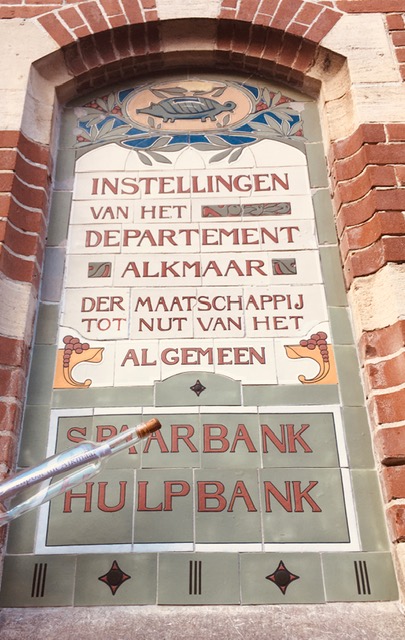 INSTELLINGEN
VAN HET
DEPARTEMENT
ALKMAAR
DER MAATSCHAPPIJ
TOT NUT VAN HET
ALGEMEEN
SPAARBANK
HULPBANK